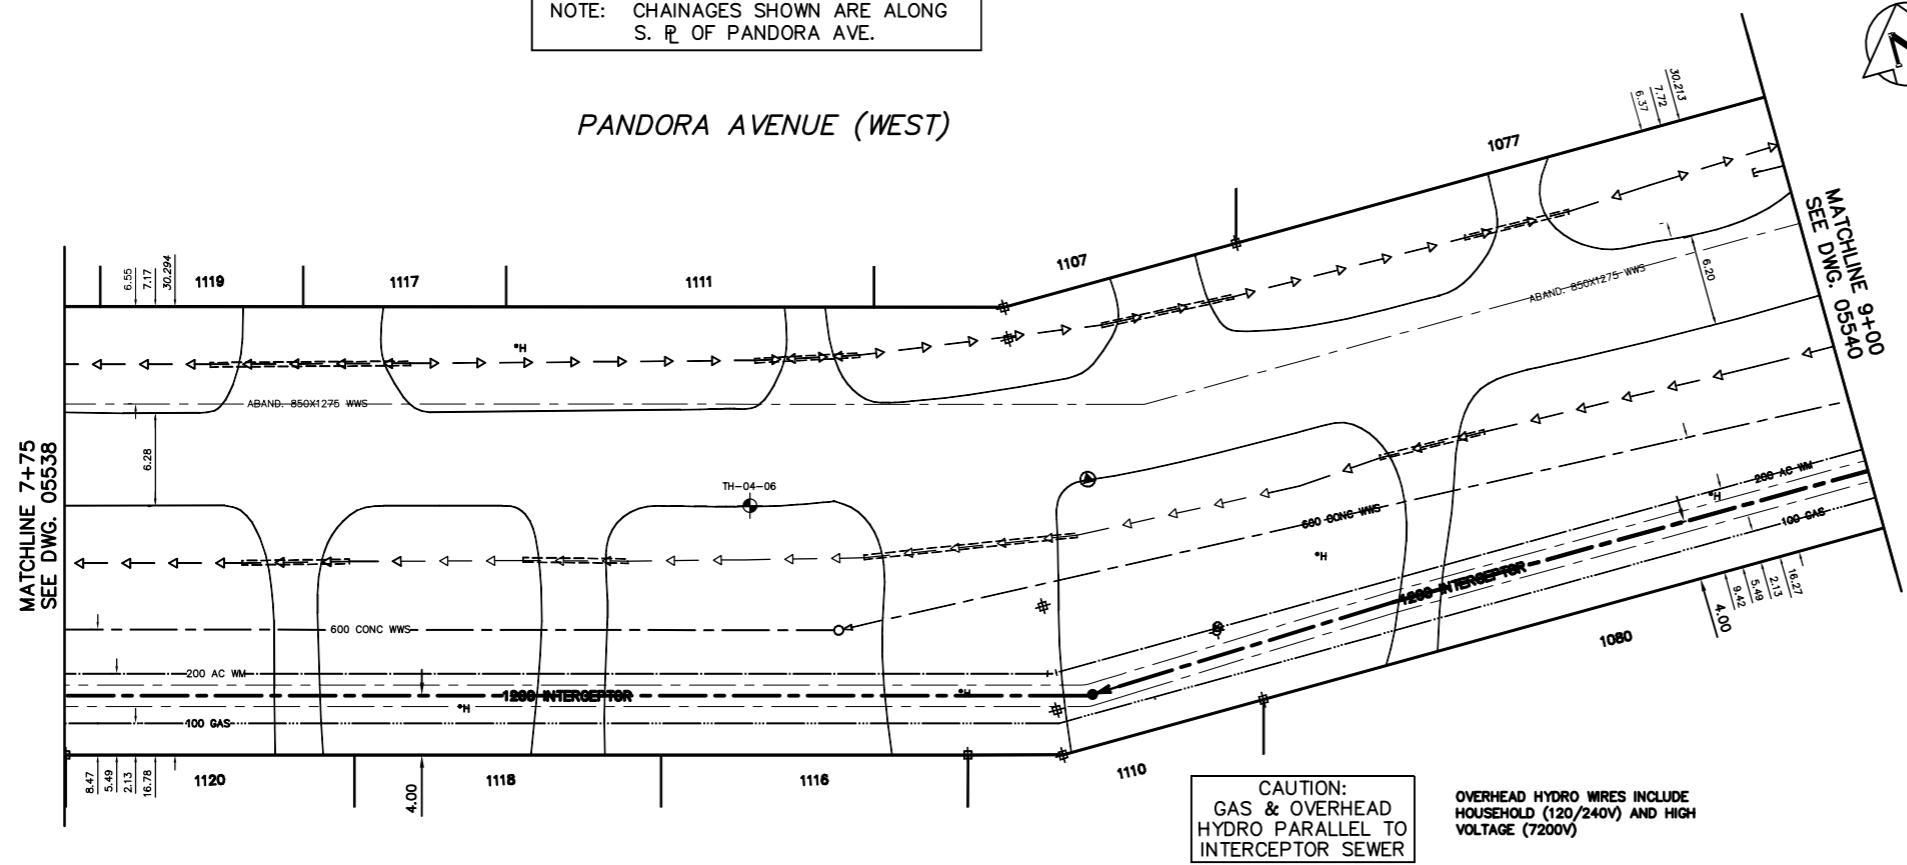 NOTE: CHAINAGES SHOWN ARE ALONG
S. ⅊ OF PANDORA AVE.
N
PANDORA AVENUE (WEST)
30.213
7.72
6.37
1077
MATCHLINE 9+00
SEE DWG. 05540
1107
6.55
7.17
30.294
1119
1117
1111
6.20
ABAND. 850X1275 WWS
°H
ABAND. 850X1275 WWS
6.28
MATCHLINE 7+75
SEE DWG. 05538
TH-04-06
200 AC WM
°H
600 CONC WWS
100 GAS
°H
1200 INTERCEPTOR
600 CONC WWS
1080
4.00
9.42
5.49
2.13
16.27
200 AC WM
1200 INTERCEPTOR
°H
°H
100 GAS
8.47
5.49
2.13
16.78
1120
4.00
1118
1116
1110
CAUTION:
GAS & OVERHEAD
HYDRO PARALLEL TO
INTERCEPTOR SEWER
OVERHEAD HYDRO WIRES INCLUDE
HOUSEHOLD (120/240V) AND HIGH
VOLTAGE (7200V)